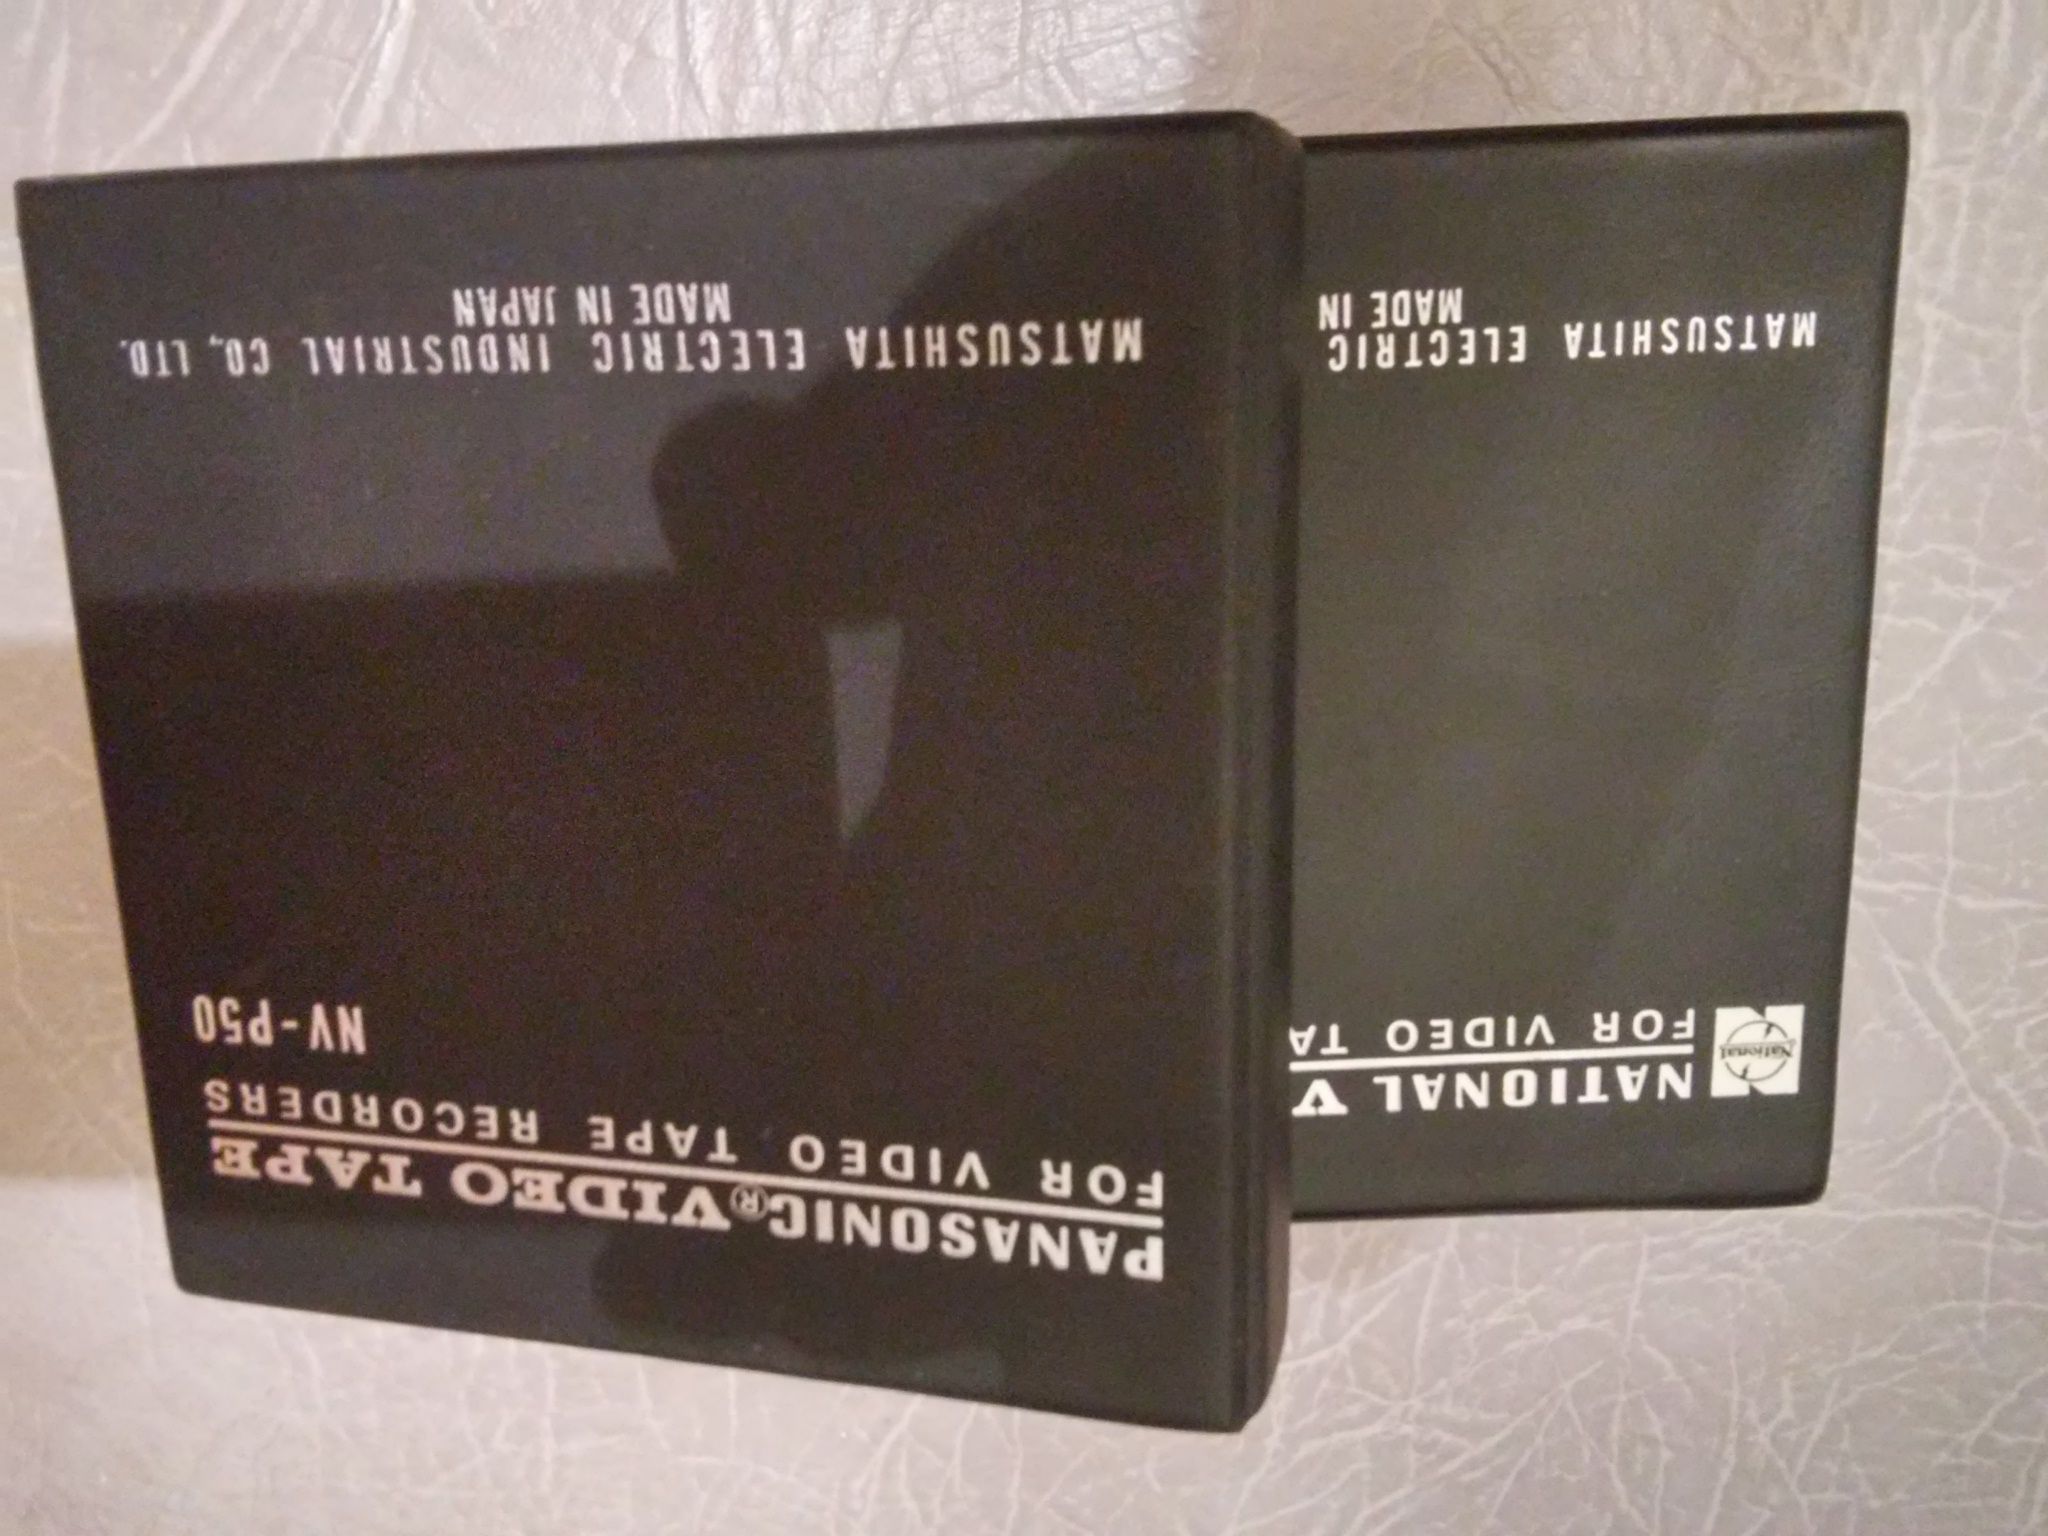 PANASONIC® VIDEO TAPE
FOR VIDEO TAPE RECORDERS
NV-P50
MATSUSHITA ELECTRIC INDUSTRIAL CO., LTD.
MADE IN JAPAN
National
NATIONAL V
FOR VIDEO TA
MATSUSHITA ELECTRIC
MADE IN